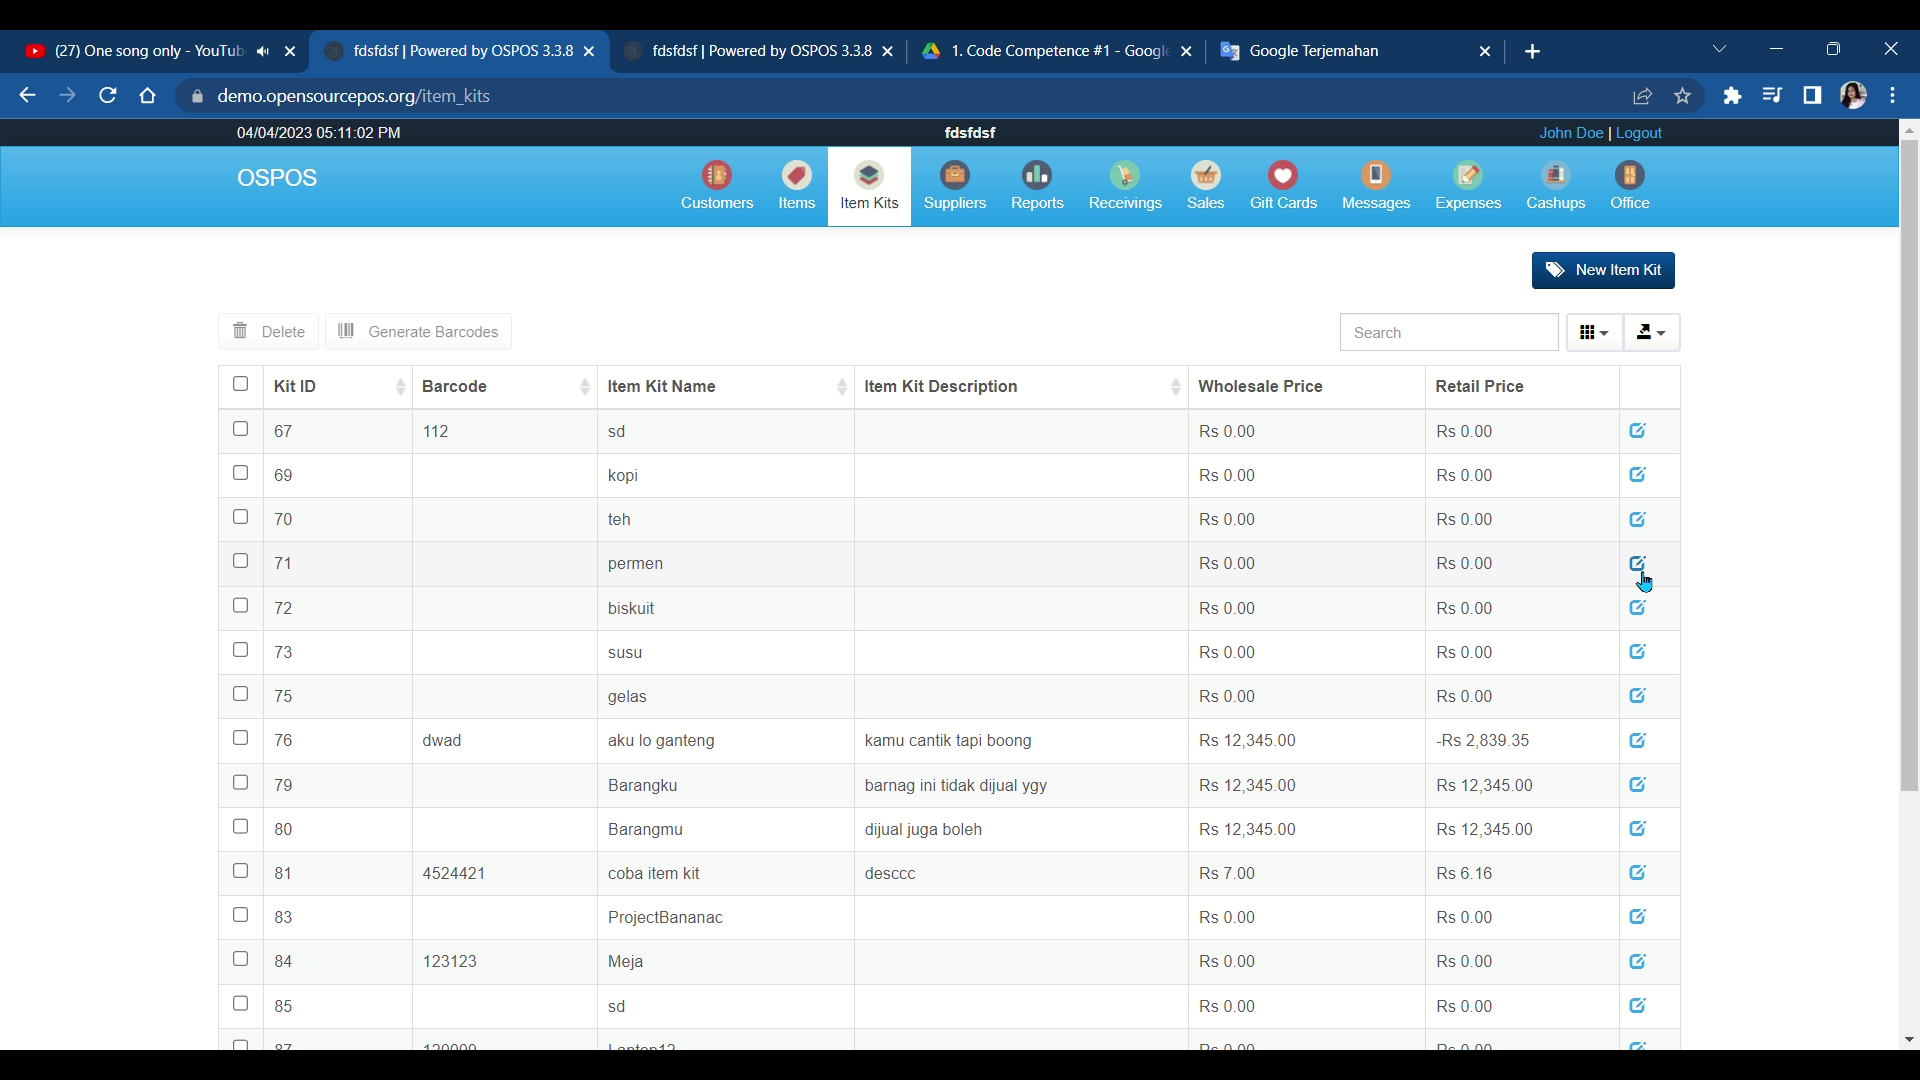 (27) One song only - YouTub
fdsfdsf | Powered by OSPOS 3.3.8
fdsfdsf | Powered by OSPOS 3.3.8
1. Code Competence #1 - Google
Google Terjemahan
demo.opensourcepos.org/item_kits
04/04/2023 05:11:02 PM
fdsfdsf
John Doe | Logout
OSPOS
Customers Items Item Kits Suppliers Reports Receivings Sales Gift Cards Messages Expenses Cashups Office
New Item Kit
Delete Generate Barcodes Search
Kit ID Barcode Item Kit Name Item Kit Description Wholesale Price Retail Price
67 112 sd Rs 0.00 Rs 0.00
69 kopi Rs 0.00 Rs 0.00
70 teh Rs 0.00 Rs 0.00
71 permen Rs 0.00 Rs 0.00
72 biskuit Rs 0.00 Rs 0.00
73 susu Rs 0.00 Rs 0.00
75 gelas Rs 0.00 Rs 0.00
76 dwad aku lo ganteng kamu cantik tapi boong Rs 12,345.00 -Rs 2,839.35
79 Barangku barnag ini tidak dijual ygy Rs 12,345.00 Rs 12,345.00
80 Barangmu dijual juga boleh Rs 12,345.00 Rs 12,345.00
81 4524421 coba item kit desccc Rs 7.00 Rs 6.16
83 ProjectBananac Rs 0.00 Rs 0.00
84 123123 Meja Rs 0.00 Rs 0.00
85 sd Rs 0.00 Rs 0.00
87 Rs 0.00 Rs 0.00